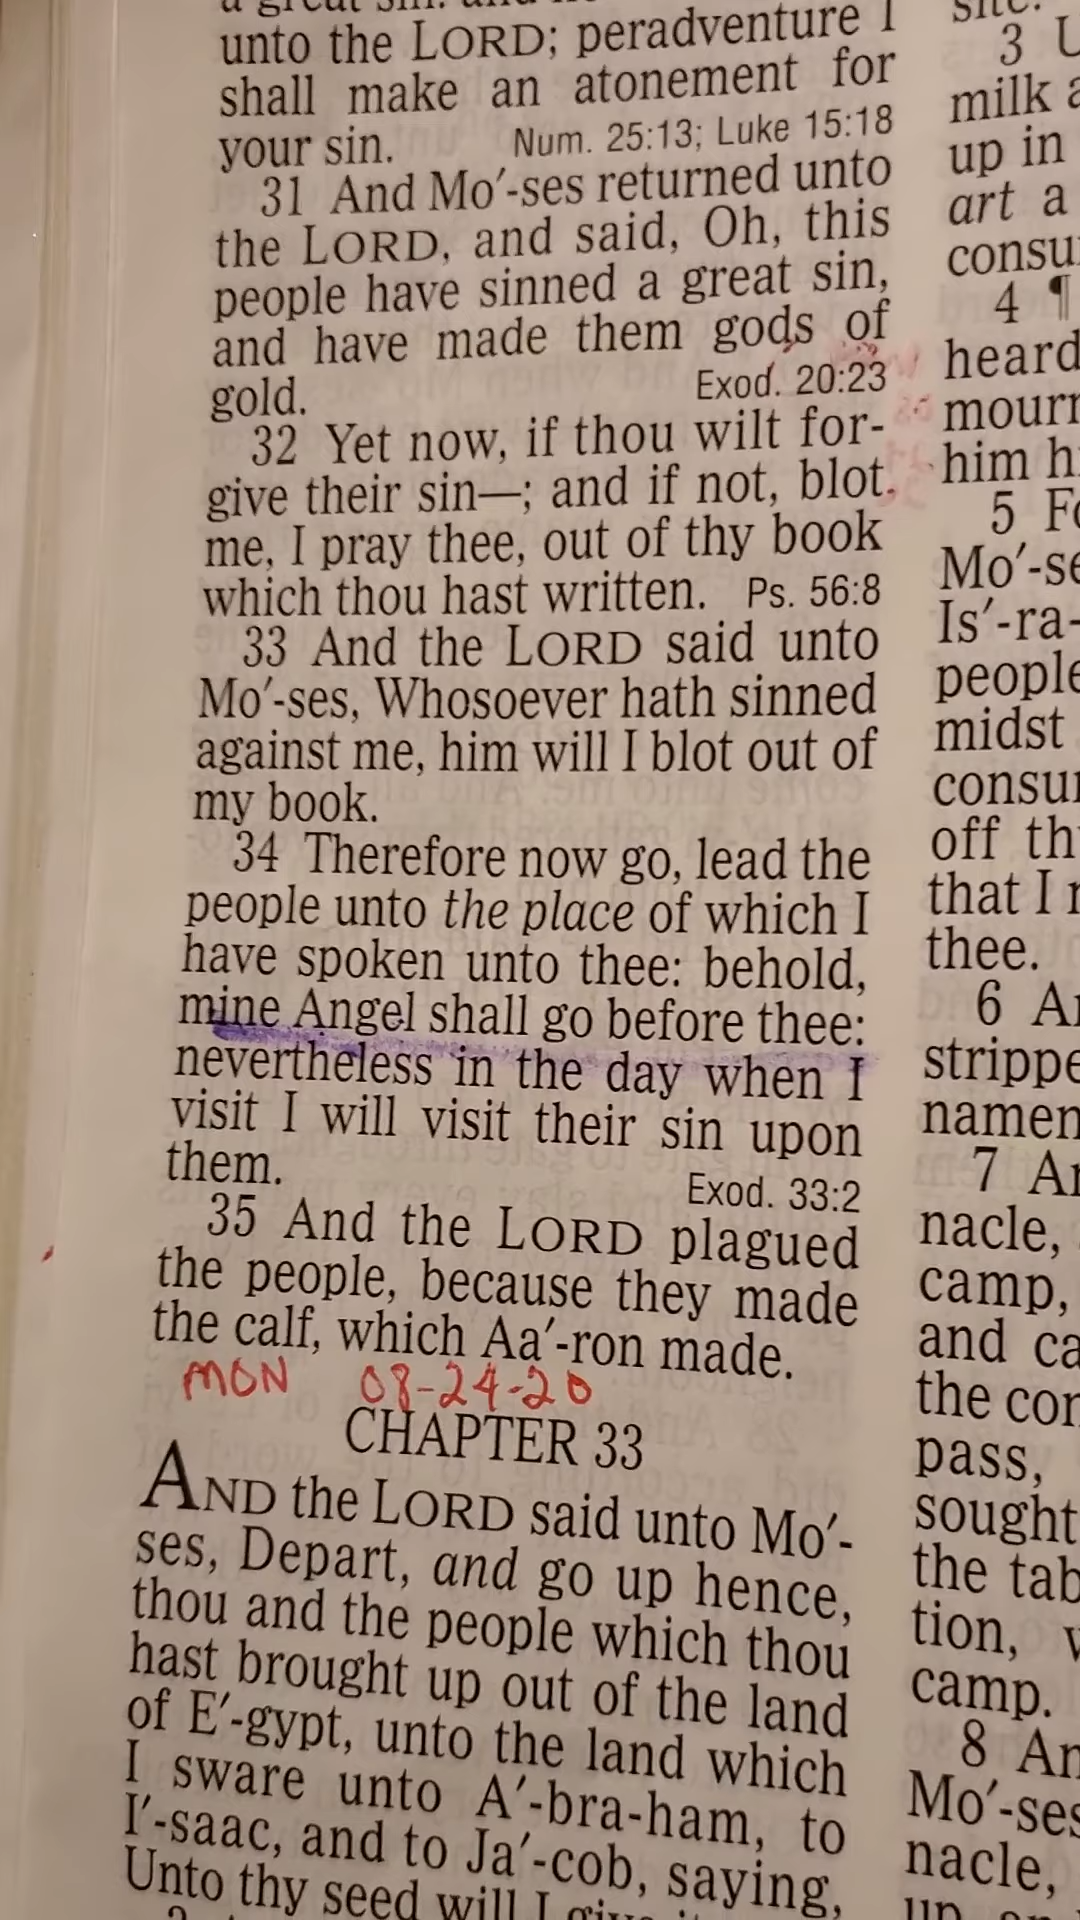 unto the LORD; peradventure I
shall make an atonement for
your sin. Num. 25:13; Luke 15:18
31 And Mo′-ses returned unto
the LORD, and said, Oh, this
people have sinned a great sin,
and have made them gods of
gold. Exod. 20:23
32 Yet now, if thou wilt for-
give their sin—; and if not, blot
me, I pray thee, out of thy book
which thou hast written. Ps. 56:8
33 And the LORD said unto
Mo′-ses, Whosoever hath sinned
against me, him will I blot out of
my book.
34 Therefore now go, lead the
people unto the place of which I
have spoken unto thee: behold,
mine Angel shall go before thee:
nevertheless in the day when I
visit I will visit their sin upon
them. Exod. 33:2
35 And the LORD plagued
the people, because they made
the calf, which Aa′-ron made.
MON 08-24-20
CHAPTER 33
AND the LORD said unto Mo′-
ses, Depart, and go up hence,
thou and the people which thou
hast brought up out of the land
of E′-gypt, unto the land which
I sware unto A′-bra-ham, to
I′-saac, and to Ja′-cob, saying,
Unto thy seed will I give it
3
milk
up in
art a
4 ¶
heard
him
5
Mo′-se
Is′-ra-
people
midst
off
that I
thee.
6
7
nacle,
camp,
and
the
pass,
sought
the
tion,
camp.
8
Mo′-ses
nacle,